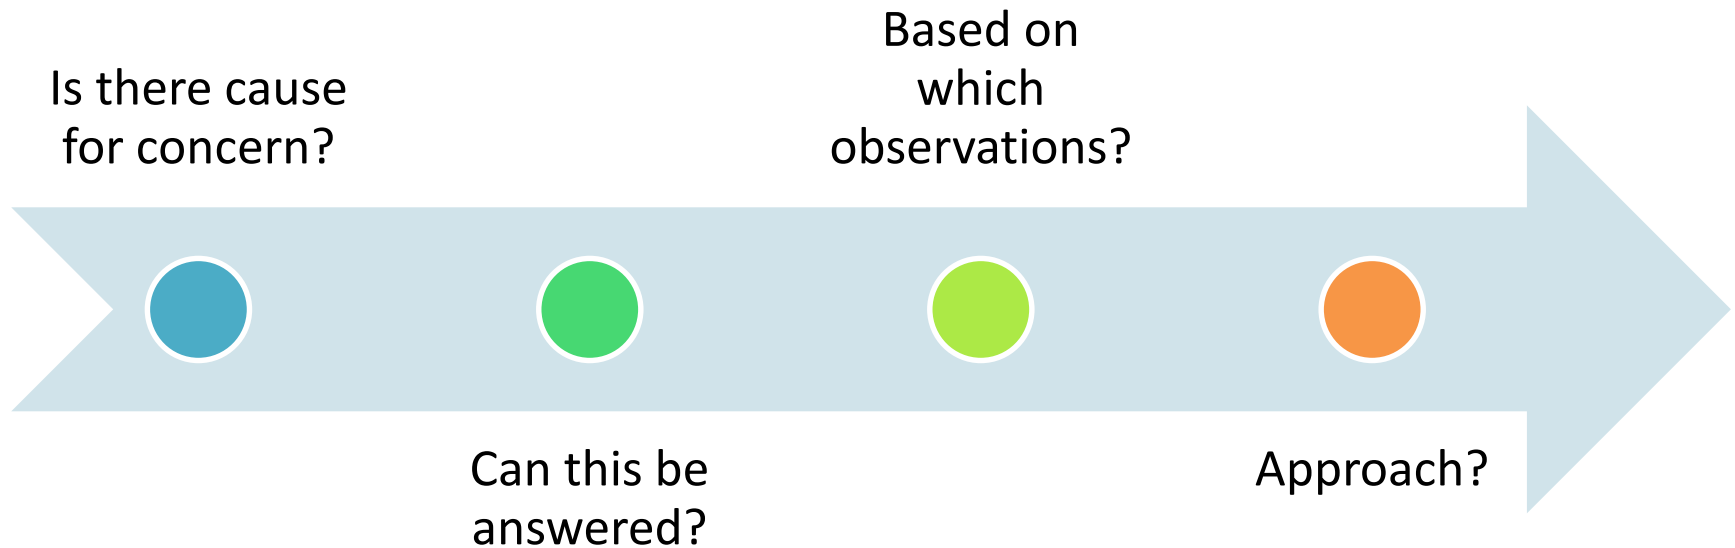 Is there cause
for concern?
Can this be
answered?
Based on
which
observations?
Approach?